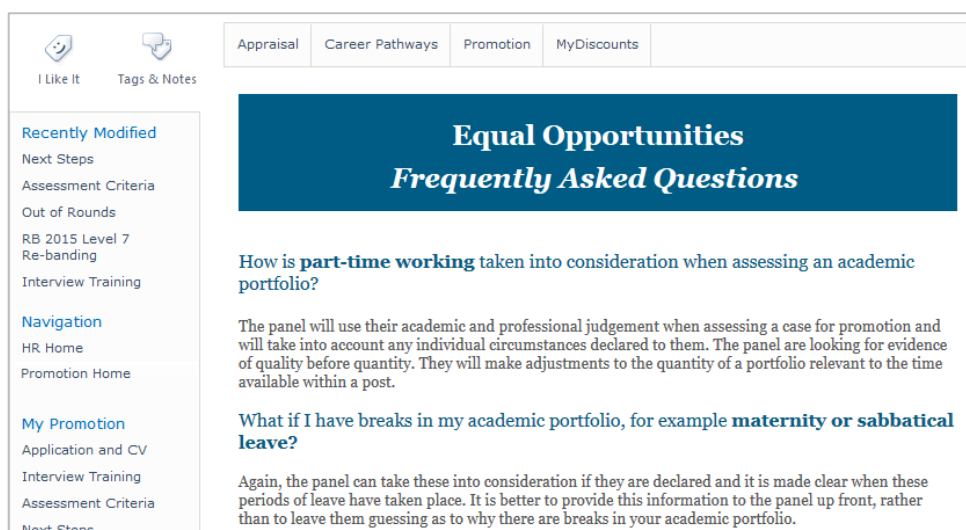 I Like It
Tags & Notes
Appraisal
Career Pathways
Promotion
MyDiscounts
Recently Modified
Next Steps
Assessment Criteria
Out of Rounds
RB 2015 Level 7
Re-banding
Interview Training
Navigation
HR Home
Promotion Home
My Promotion
Application and CV
Interview Training
Assessment Criteria
Next Steps
Equal Opportunities
Frequently Asked Questions
How is part-time working taken into consideration when assessing an academic
portfolio?
The panel will use their academic and professional judgement when assessing a case for promotion and
will take into account any individual circumstances declared to them. The panel are looking for evidence
of quality before quantity. They will make adjustments to the quantity of a portfolio relevant to the time
available within a post.
What if I have breaks in my academic portfolio, for example maternity or sabbatical
leave?
Again, the panel can take these into consideration if they are declared and it is made clear when these
periods of leave have taken place. It is better to provide this information to the panel up front, rather
than to leave them guessing as to why there are breaks in your academic portfolio.